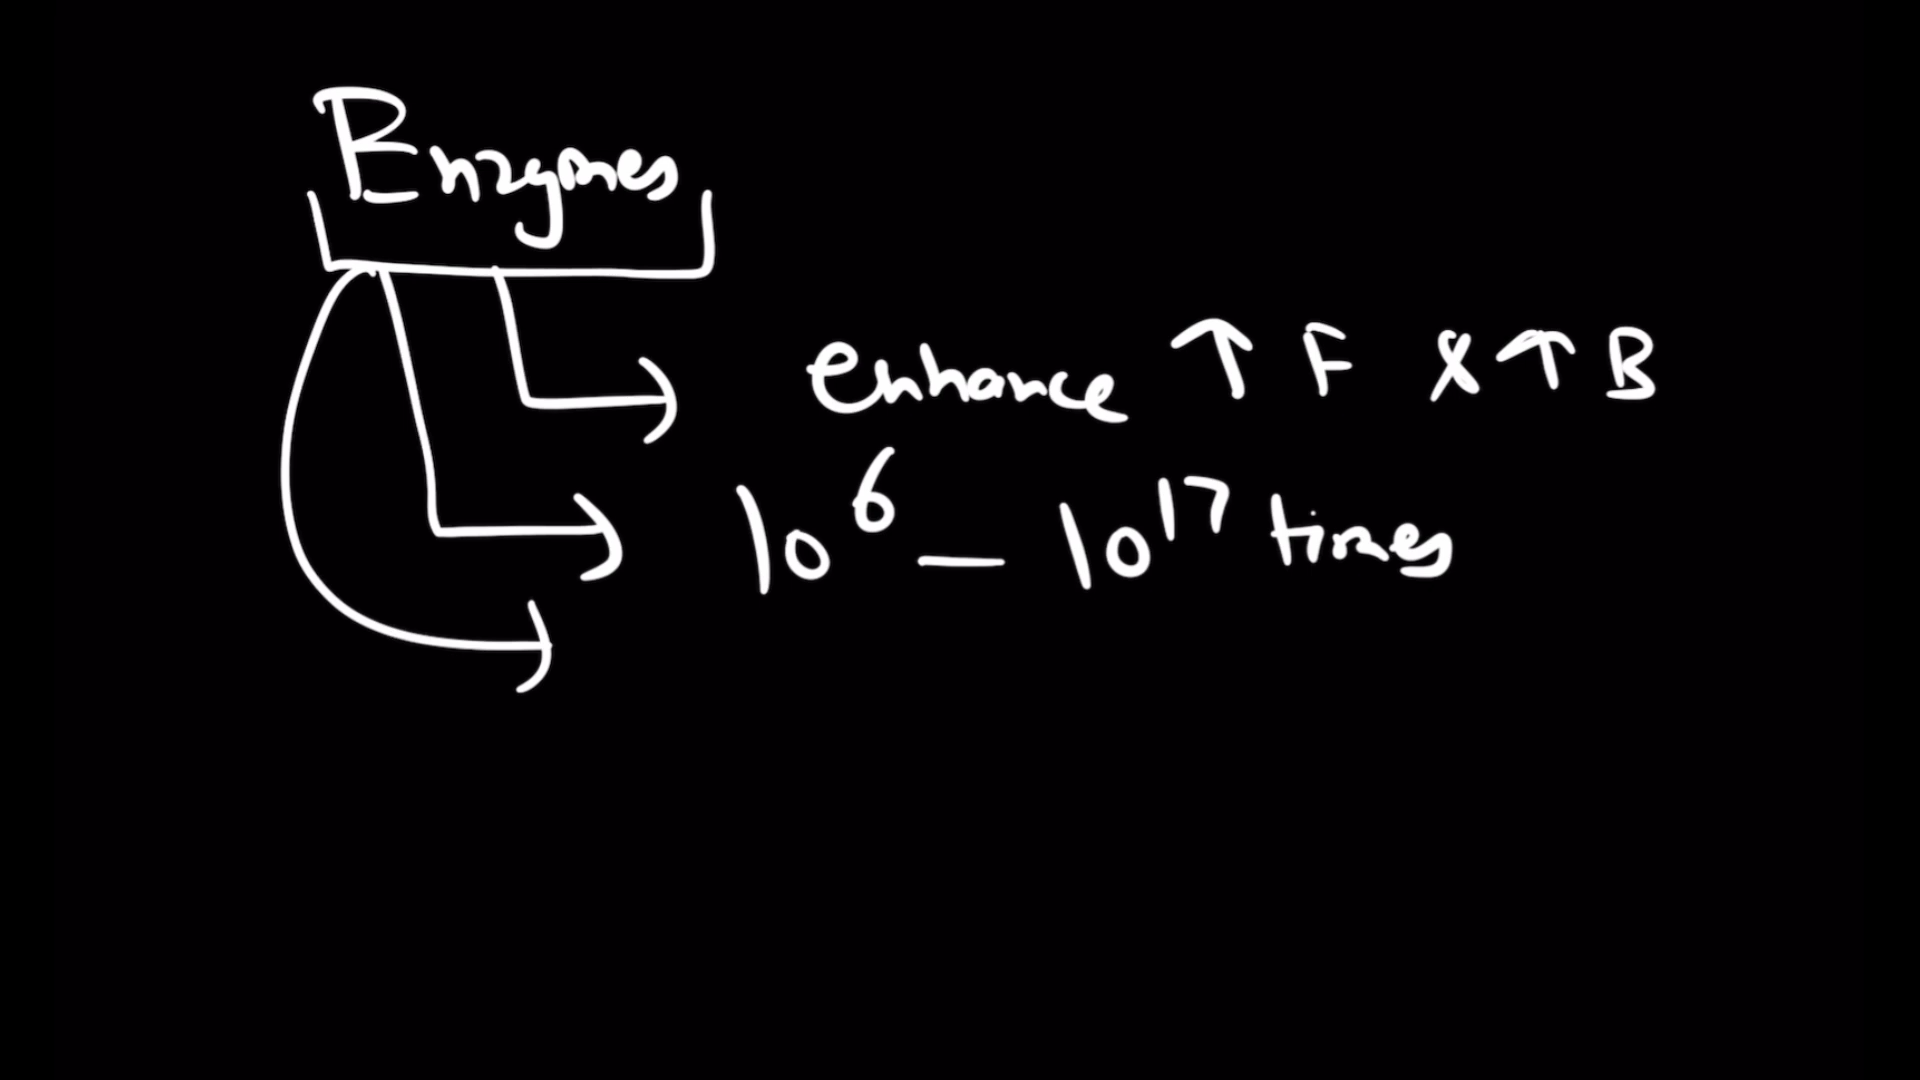 Enzymes
enhance ↑ F & ↑ B
10⁶ – 10¹⁷ times